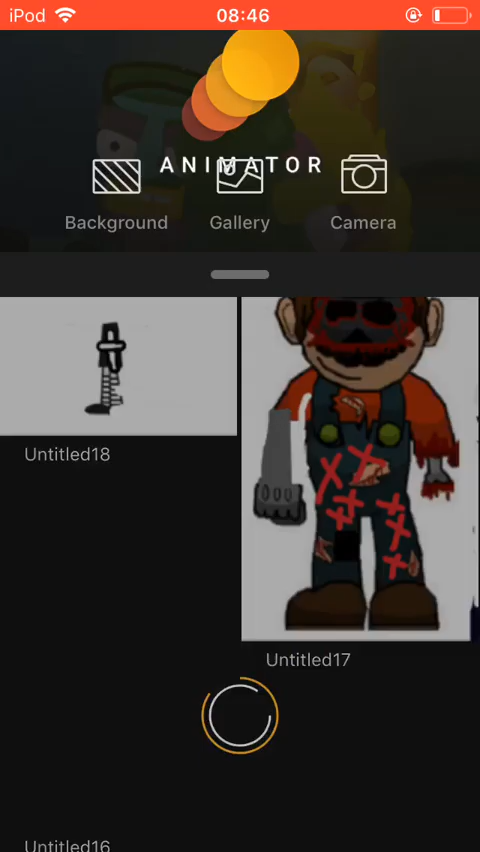 iPod 08:46
ANIMATOR
Background Gallery Camera
Untitled18
Untitled17
Untitled16